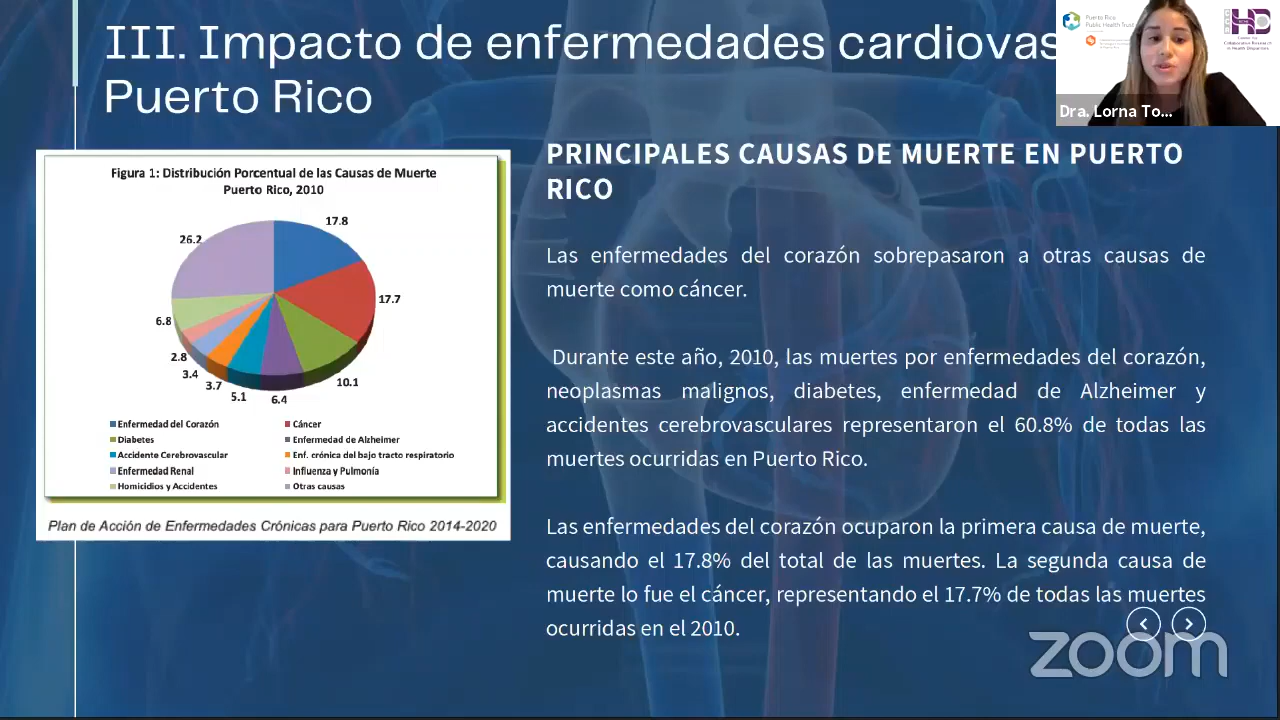 III. Impacto de enfermedades cardiovas
Puerto Rico
Puerto Rico
Public Health Trust
Dra. Lorna To...
Figura 1: Distribución Porcentual de las Causas de Muerte
Puerto Rico, 2010
17.8
26.2
17.7
6.8
2.8
3.4
3.7
5.1
6.4
10.1
Enfermedad del Corazón
Cáncer
Diabetes
Enfermedad de Alzheimer
Accidente Cerebrovascular
Enf. crónica del bajo tracto respiratorio
Enfermedad Renal
Influenza y Pulmonía
Homicidios y Accidentes
Otras causas
Plan de Acción de Enfermedades Crónicas para Puerto Rico 2014-2020
PRINCIPALES CAUSAS DE MUERTE EN PUERTO
RICO
Las enfermedades del corazón sobrepasaron a otras causas de
muerte como cáncer.
Durante este año, 2010, las muertes por enfermedades del corazón,
neoplasmas malignos, diabetes, enfermedad de Alzheimer y
accidentes cerebrovasculares representaron el 60.8% de todas las
muertes ocurridas en Puerto Rico.
Las enfermedades del corazón ocuparon la primera causa de muerte,
causando el 17.8% del total de las muertes. La segunda causa de
muerte lo fue el cáncer, representando el 17.7% de todas las muertes
ocurridas en el 2010.
zoom